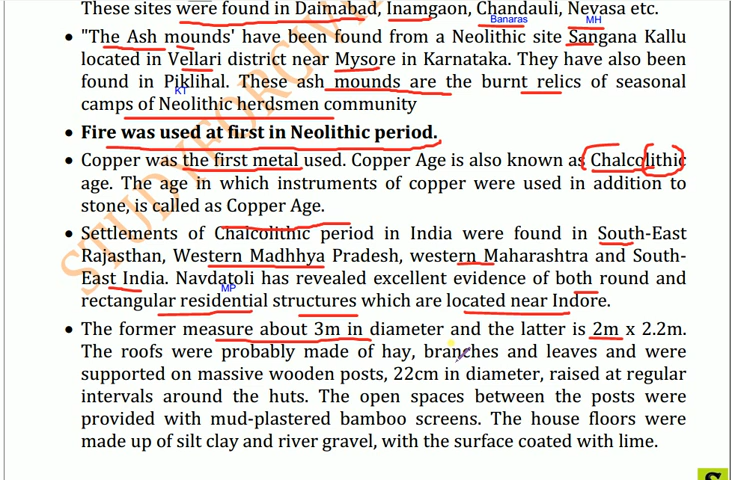 These sites were found in Daimabad, Inamgaon, Chandauli, Nevasa etc.
Banaras MH
• "The Ash mounds' have been found from a Neolithic site Sangana Kallu
located in Vellari district near Mysore in Karnataka. They have also been
found in Piklihal. These ash mounds are the burnt relics of seasonal
KT
camps of Neolithic herdsmen community
• Fire was used at first in Neolithic period.
• Copper was the first metal used. Copper Age is also known as Chalcolithic
age. The age in which instruments of copper were used in addition to
stone, is called as Copper Age.
• Settlements of Chalcolithic period in India were found in South-East
Rajasthan, Western Madhhya Pradesh, western Maharashtra and South-
East India. Navdatoli has revealed excellent evidence of both round and
MP
rectangular residential structures which are located near Indore.
• The former measure about 3m in diameter and the latter is 2m x 2.2m.
The roofs were probably made of hay, branches and leaves and were
supported on massive wooden posts, 22cm in diameter, raised at regular
intervals around the huts. The open spaces between the posts were
provided with mud-plastered bamboo screens. The house floors were
made up of silt clay and river gravel, with the surface coated with lime.
STUDYFORCIVIL